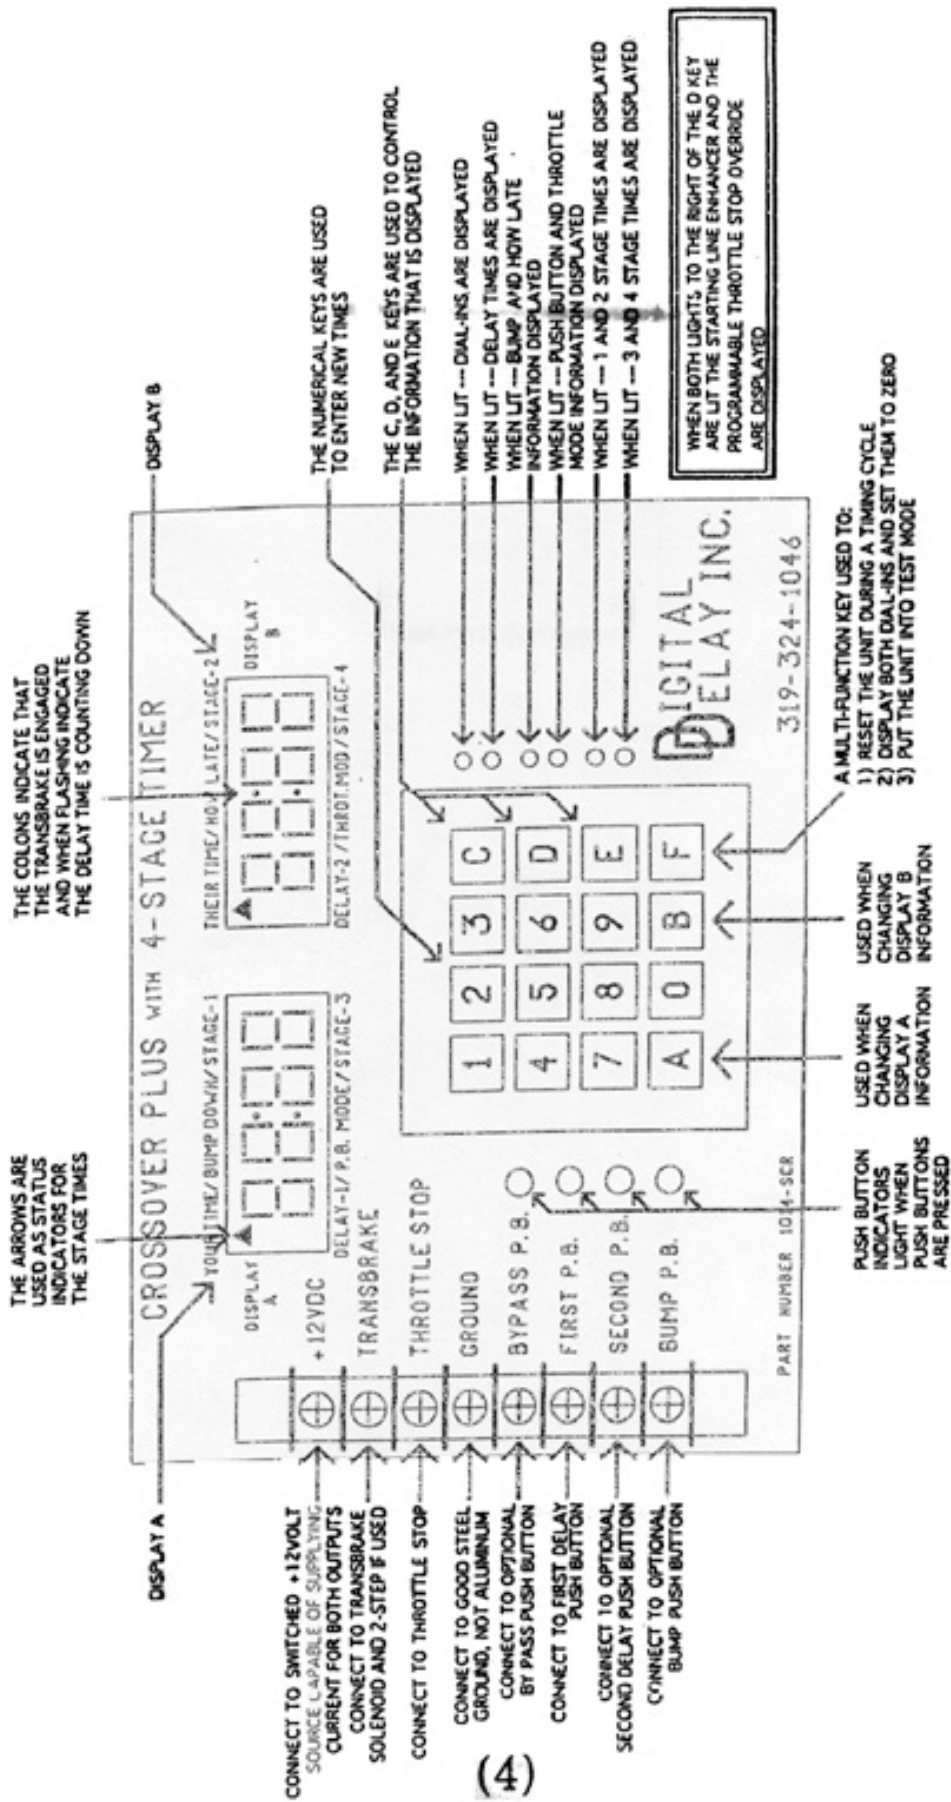 THE ARROWS ARE
USED AS STATUS
INDICATORS FOR
THE STAGE TIMES
THE COLONS INDICATE THAT
THE TRANSBRAKE IS ENGAGED
AND WHEN FLASHING INDICATE
THE DELAY TIME IS COUNTING DOWN
DISPLAY A
DISPLAY B
CROSSOVER PLUS WITH 4-STAGE TIMER
YOUR TIME/BUMP DOWN/STAGE-1
THEIR TIME/HOW LATE/STAGE-2
DISPLAY
A
DISPLAY
B
DELAY-1/P.B. MODE/STAGE-3
DELAY-2/THROT.MOD/STAGE-4
CONNECT TO SWITCHED +12VOLT
SOURCE CAPABLE OF SUPPLYING
CURRENT FOR BOTH OUTPUTS
CONNECT TO TRANSBRAKE
SOLENOID AND 2-STEP IF USED
CONNECT TO THROTTLE STOP
CONNECT TO GOOD STEEL
GROUND, NOT ALUMINUM
CONNECT TO OPTIONAL
BY PASS PUSH BUTTON
CONNECT TO FIRST DELAY
PUSH BUTTON
CONNECT TO OPTIONAL
SECOND DELAY PUSH BUTTON
CONNECT TO OPTIONAL
BUMP PUSH BUTTON
+12VDC
TRANSBRAKE
THROTTLE STOP
GROUND
BYPASS P.B.
FIRST P.B.
SECOND P.B.
BUMP P.B.
1 2 3 C
4 5 6 D
7 8 9 E
A 0 B F
THE NUMERICAL KEYS ARE USED
TO ENTER NEW TIMES
THE C, D, AND E KEYS ARE USED TO CONTROL
THE INFORMATION THAT IS DISPLAYED
WHEN LIT --- DIAL-INS ARE DISPLAYED
WHEN LIT --- DELAY TIMES ARE DISPLAYED
WHEN LIT --- BUMP AND HOW LATE
INFORMATION DISPLAYED
WHEN LIT --- PUSH BUTTON AND THROTTLE
MODE INFORMATION DISPLAYED
WHEN LIT --- 1 AND 2 STAGE TIMES ARE DISPLAYED
WHEN LIT --- 3 AND 4 STAGE TIMES ARE DISPLAYED
WHEN BOTH LIGHTS TO THE RIGHT OF THE D KEY
ARE LIT THE STARTING LINE ENHANCER AND THE
PROGRAMMABLE THROTTLE STOP OVERRIDE
ARE DISPLAYED
DIGITAL
DELAY INC.
319-324-1046
PART NUMBER 1014-SCR
PUSH BUTTON
INDICATORS
LIGHT WHEN
PUSH BUTTONS
ARE PRESSED
USED WHEN
CHANGING
DISPLAY A
INFORMATION
USED WHEN
CHANGING
DISPLAY B
INFORMATION
A MULTI-FUNCTION KEY USED TO:
1) RESET THE UNIT DURING A TIMING CYCLE
2) DISPLAY BOTH DIAL-INS AND SET THEM TO ZERO
3) PUT THE UNIT INTO TEST MODE
(4)